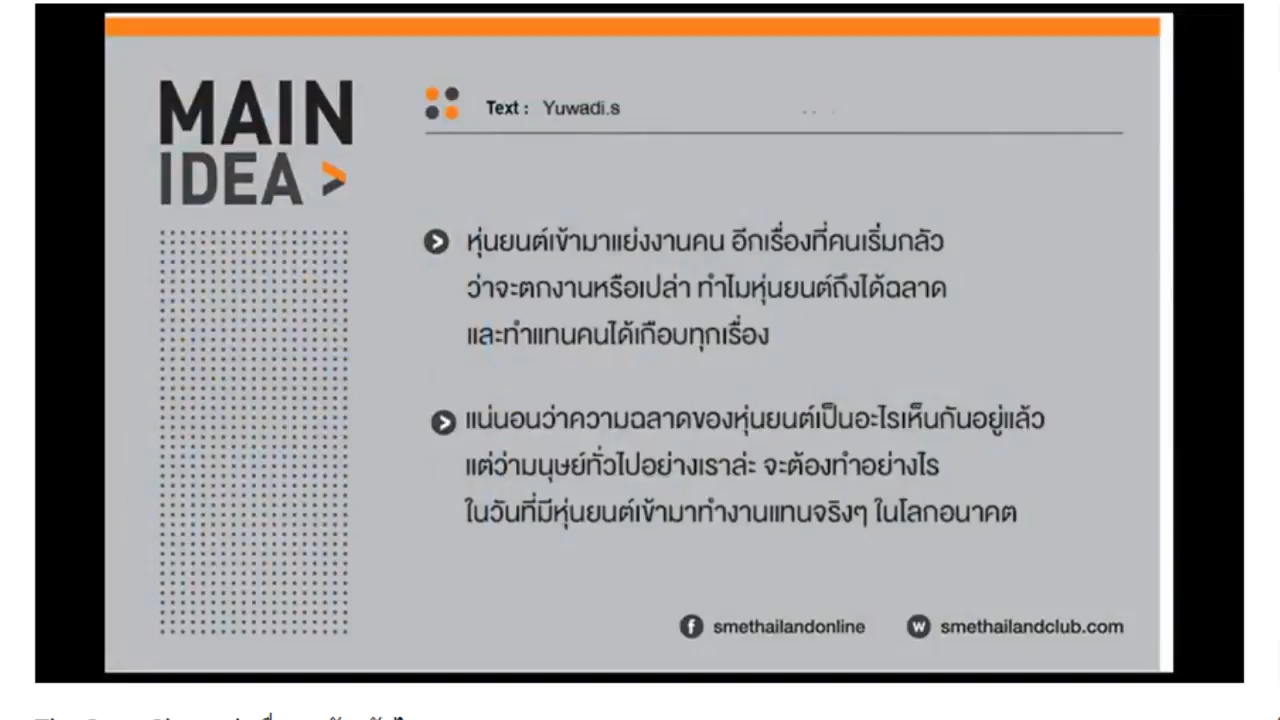 MAIN
IDEA
Text : Yuwadi.s
หุ่นยนต์เข้ามาแย่งงานคน อีกเรื่องที่คนเริ่มกลัว
ว่าจะตกงานหรือเปล่า ทำไมหุ่นยนต์ถึงได้ฉลาด
และทำแทนคนได้เกือบทุกเรื่อง
แน่นอนว่าความฉลาดของหุ่นยนต์เป็นอะไรเห็นกันอยู่แล้ว
แต่ว่ามนุษย์ทั่วไปอย่างเราล่ะ จะต้องทำอย่างไร
ในวันที่มีหุ่นยนต์เข้ามาทำงานแทนจริงๆ ในโลกอนาคต
f smethailandonline
w smethailandclub.com